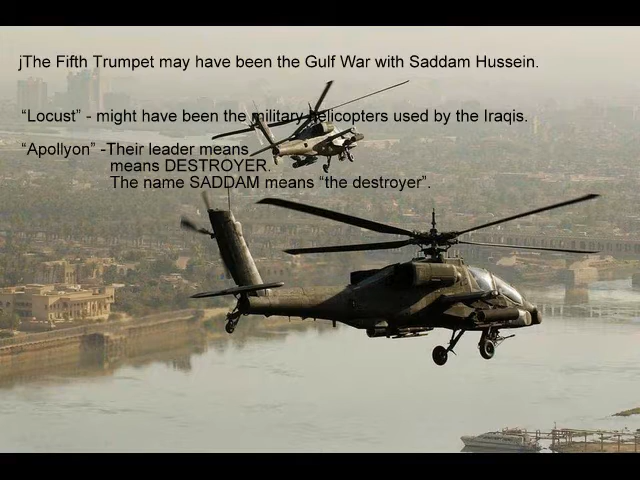 jThe Fifth Trumpet may have been the Gulf War with Saddam Hussein.
“Locust” - might have been the military helicopters used by the Iraqis.
“Apollyon” -Their leader means
means DESTROYER.
The name SADDAM means “the destroyer”.